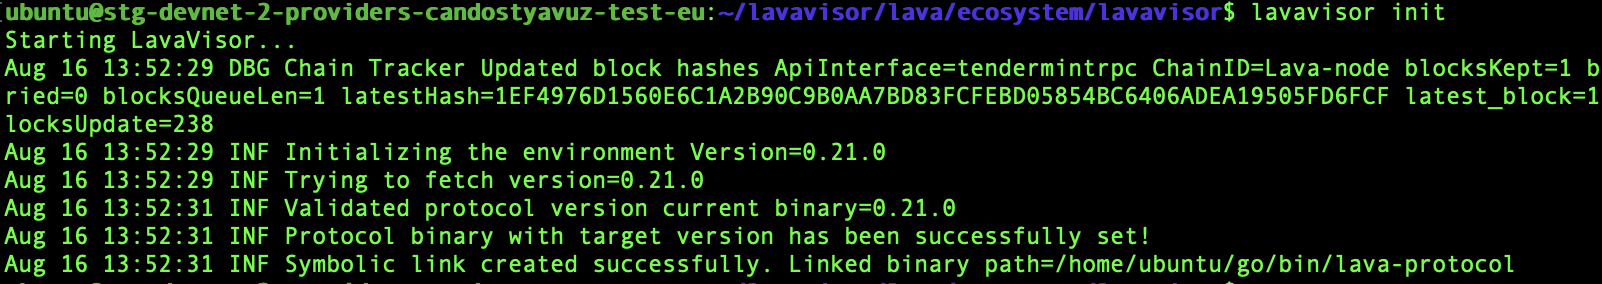 ubuntu@stg-devnet-2-providers-candostyavuz-test-eu:~/lavavisor/lava/ecosystem/lavavisor$ lavavisor init
Starting LavaVisor...
Aug 16 13:52:29 DBG Chain Tracker Updated block hashes ApiInterface=tendermintrpc ChainID=Lava-node blocksKept=1 b
ried=0 blocksQueueLen=1 latestHash=1EF4976D1560E6C1A2B90C9B0AA7BD83FCFEBD05854BC6406ADEA19505FD6FCF latest_block=1
locksUpdate=238
Aug 16 13:52:29 INF Initializing the environment Version=0.21.0
Aug 16 13:52:29 INF Trying to fetch version=0.21.0
Aug 16 13:52:31 INF Validated protocol version current binary=0.21.0
Aug 16 13:52:31 INF Protocol binary with target version has been successfully set!
Aug 16 13:52:31 INF Symbolic link created successfully. Linked binary path=/home/ubuntu/go/bin/lava-protocol